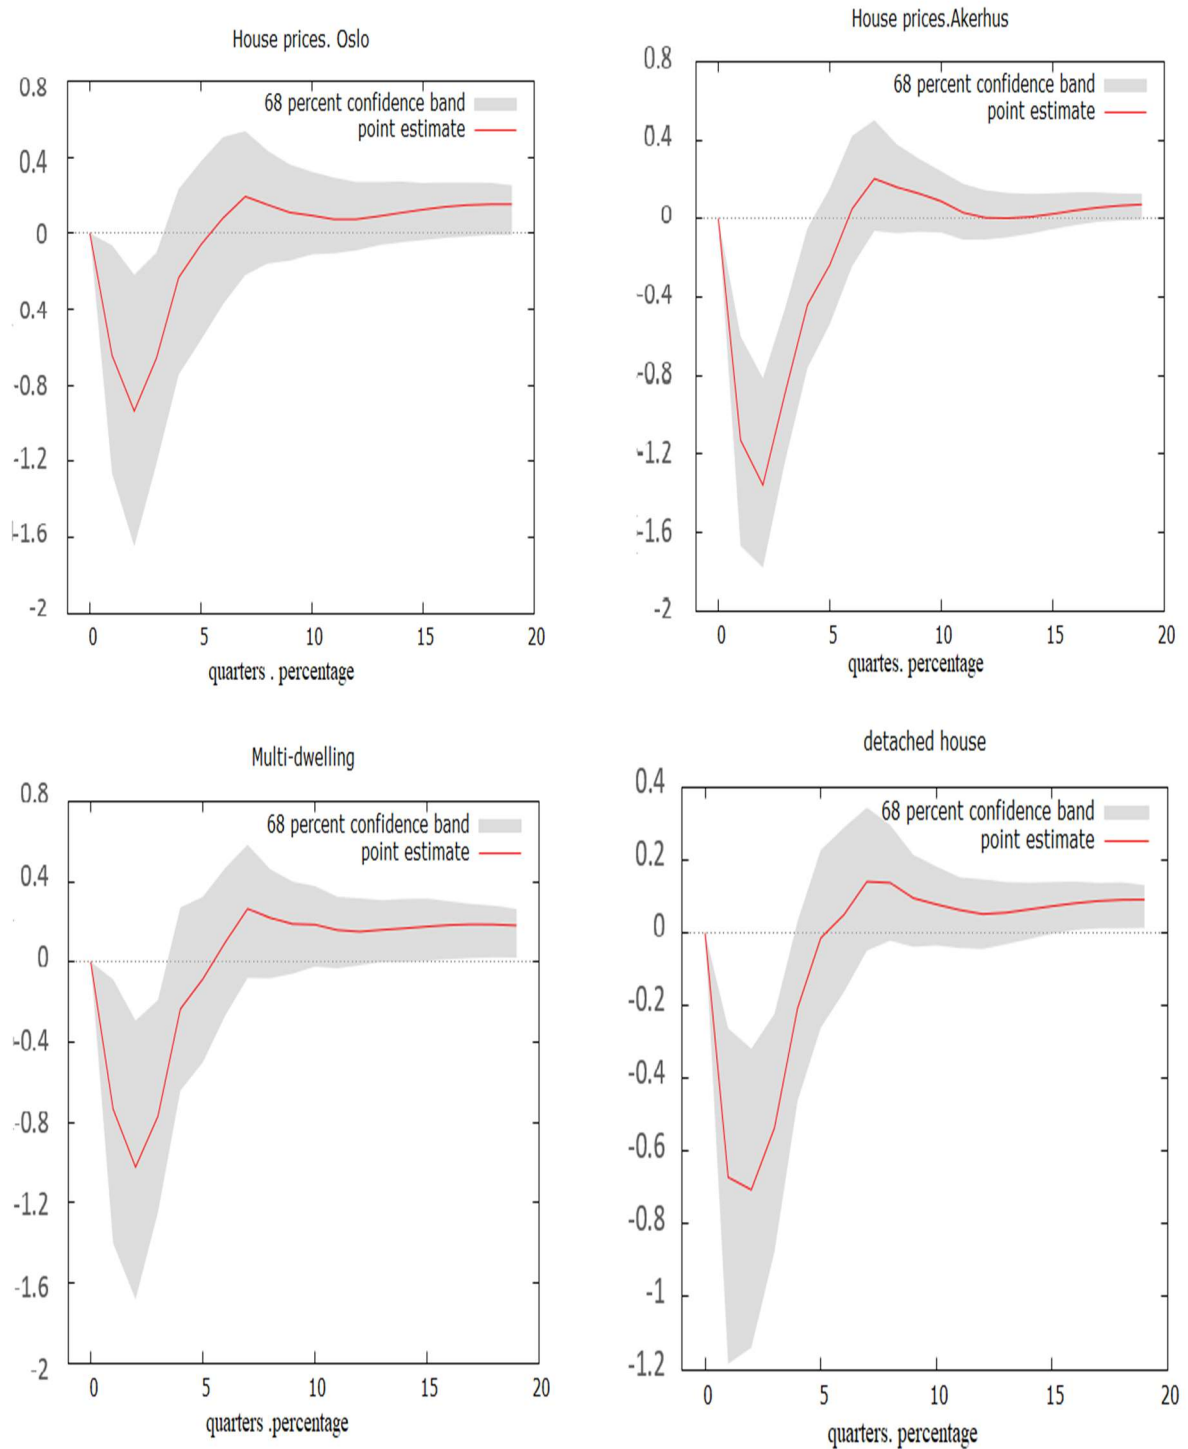 House prices. Oslo
0.8
68 percent confidence band
point estimate
0.4
0
0.4
-0.8
-1.2
-1.6
-2
0 5 10 15 20
quarters . percentage
House prices.Akerhus
0.8
68 percent confidence band
point estimate
0.4
0
-0.4
-0.8
-1.2
-1.6
-2
0 5 10 15 20
quartes. percentage
Multi-dwelling
0.8
68 percent confidence band
point estimate
0.4
0
-0.4
-0.8
-1.2
-1.6
-2
0 5 10 15 20
quarters .percentage
detached house
0.4
68 percent confidence band
point estimate
0.2
0
-0.2
-0.4
-0.6
-0.8
-1
-1.2
0 5 10 15 20
quarters. percentage